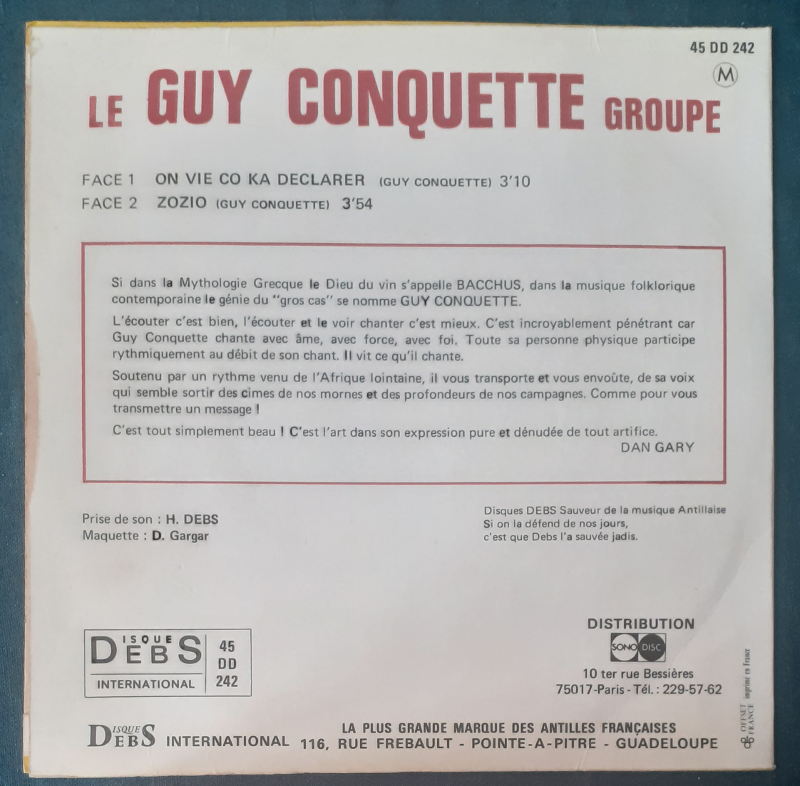 45 DD 242
M
LE GUY CONQUETTE GROUPE
FACE 1 ON VIE CO KA DECLARER (GUY CONQUETTE) 3'10
FACE 2 ZOZIO (GUY CONQUETTE) 3'54
Si dans la Mythologie Grecque le Dieu du vin s'appelle BACCHUS, dans la musique folklorique
contemporaine le génie du "gros cas" se nomme GUY CONQUETTE.
L'écouter c'est bien, l'écouter et le voir chanter c'est mieux. C'est incroyablement pénétrant car
Guy Conquette chante avec âme, avec force, avec foi. Toute sa personne physique participe
rythmiquement au débit de son chant. Il vit ce qu'il chante.
Soutenu par un rythme venu de l'Afrique lointaine, il vous transporte et vous envoûte, de sa voix
qui semble sortir des cimes de nos mornes et des profondeurs de nos campagnes. Comme pour vous
transmettre un message !
C'est tout simplement beau ! C'est l'art dans son expression pure et dénudée de tout artifice.
DAN GARY
Prise de son : H. DEBS
Maquette : D. Gargar
Disques DEBS Sauveur de la musique Antillaise
Si on la défend de nos jours,
c'est que Debs l'a sauvée jadis.
DISQUE DEBS
INTERNATIONAL
45
DD
242
DISTRIBUTION
SONO DISC
10 ter rue Bessières
75017-Paris - Tél. : 229-57-62
DISQUE DEBS INTERNATIONAL
LA PLUS GRANDE MARQUE DES ANTILLES FRANÇAISES
116, RUE FREBAULT - POINTE-A-PITRE - GUADELOUPE
OFFSET FRANCE
imprimé en France